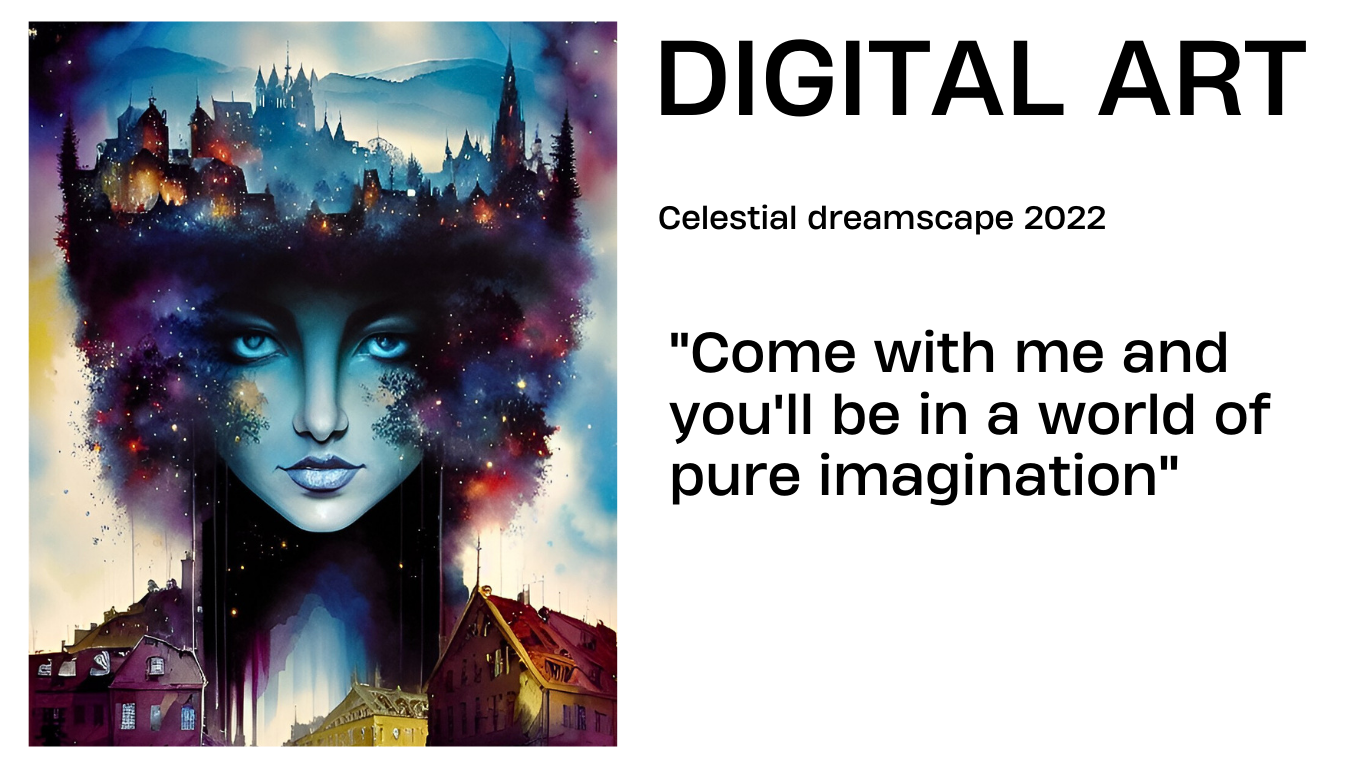 DIGITAL ART
Celestial dreamscape 2022
"Come with me and
you'll be in a world of
pure imagination"